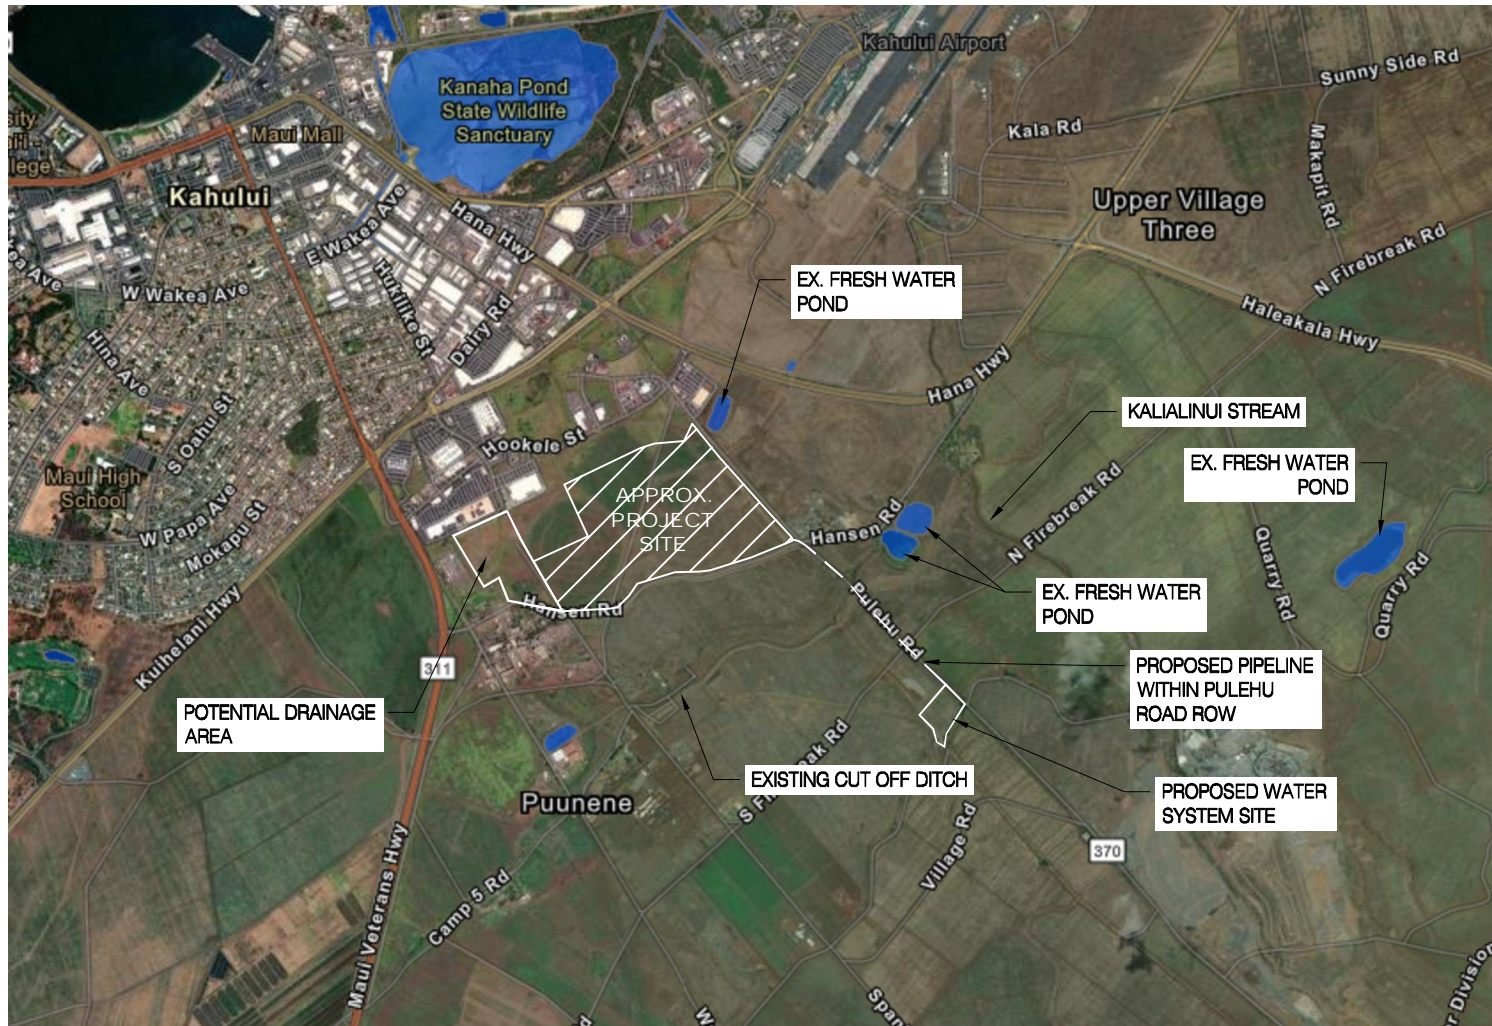 Kahului Airport
Sunny Side Rd
Kanaha Pond
State Wildlife
Sanctuary
Kala Rd
Makapit Rd
Maui Mall
lege
Kahului
E Wakea Ave
Hana Hwy
Upper Village
Three
N Firebreak Rd
W Wakea Ave
Hukilike St
Dairy Rd
EX. FRESH WATER
POND
Haleakala Hwy
Hina Ave
S Oahu St
Hana Hwy
KALIALINUI STREAM
Hookele St
Maui High
School
EX. FRESH WATER
POND
APPROX.
PROJECT
SITE
W Papa Ave
Mokapu St
Hansen Rd
N Firebreak Rd
Quarry Rd
Quarry Rd
EX. FRESH WATER
POND
Hansen Rd
Pulehu Rd
Kuihelani Hwy
311
PROPOSED PIPELINE
WITHIN PULEHU
ROAD ROW
POTENTIAL DRAINAGE
AREA
EXISTING CUT OFF DITCH
PROPOSED WATER
SYSTEM SITE
Puunene
Village Rd
370
Maui Veterans Hwy
Camp 5 Rd